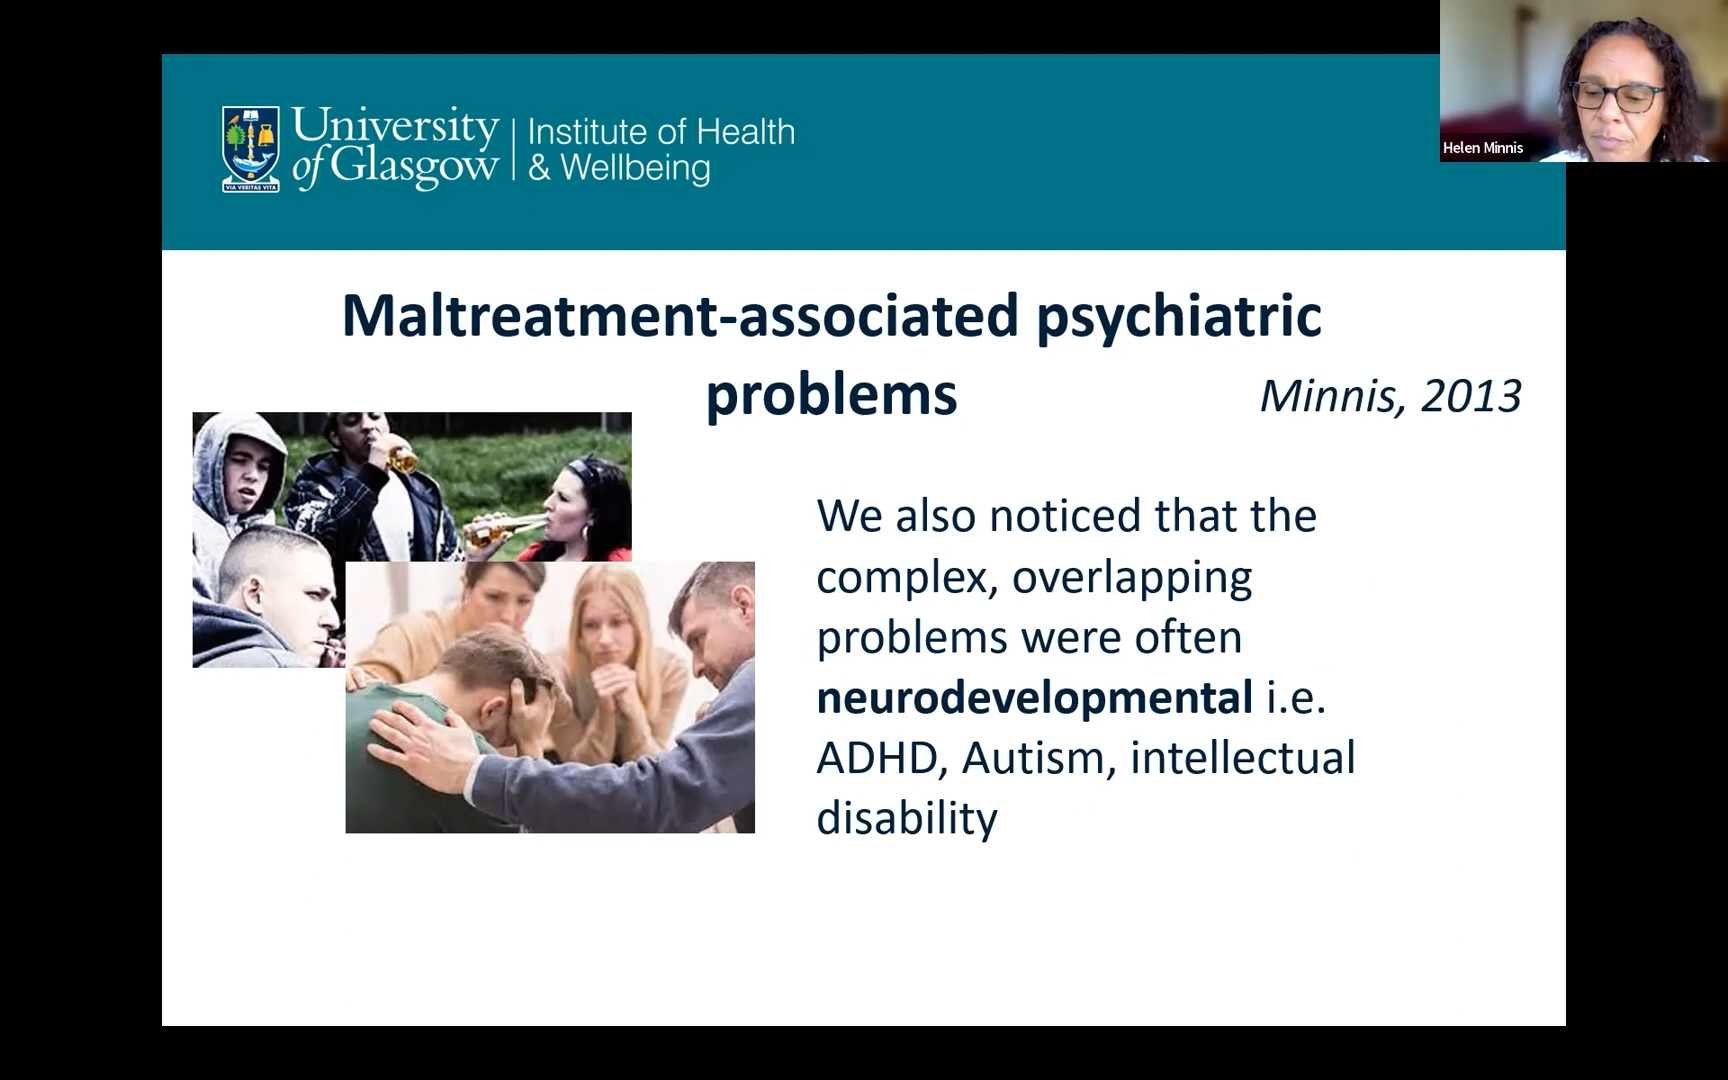 University
of Glasgow
Institute of Health
& Wellbeing
VIA VERITAS VITA
Helen Minnis
Maltreatment-associated psychiatric
problems
Minnis, 2013
We also noticed that the
complex, overlapping
problems were often
neurodevelopmental i.e.
ADHD, Autism, intellectual
disability